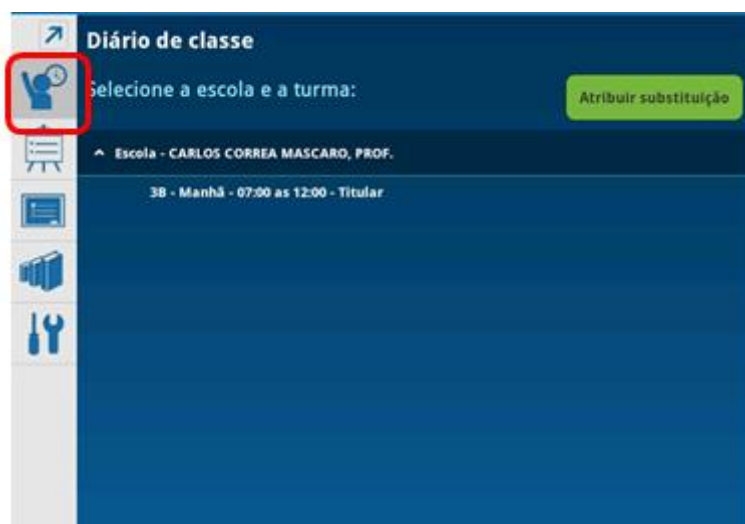 Diário de classe
Selecione a escola e a turma:
Atribuir substituição
Escola - CARLOS CORREA MASCARO, PROF.
3B - Manhã - 07:00 as 12:00 - Titular